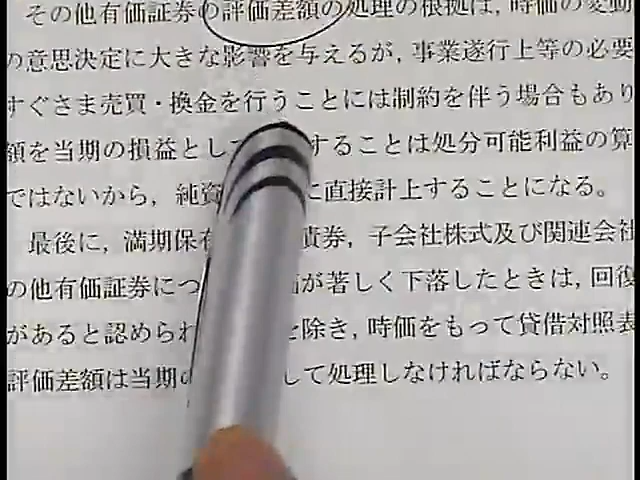 その他有価証券の評価差額の処理の根拠は,時価の変動
の意思決定に大きな影響を与えるが,事業遂行上等の必要
すぐさま売買・換金を行うことには制約を伴う場合もあり
額を当期の損益とし することは処分可能利益の算
ではないから,純資 に直接計上することになる。
最後に,満期保有 債券,子会社株式及び関連会社
の他有価証券につ が著しく下落したときは,回復
があると認められ を除き,時価をもって貸借対照表
評価差額は当期の して処理しなければならない。